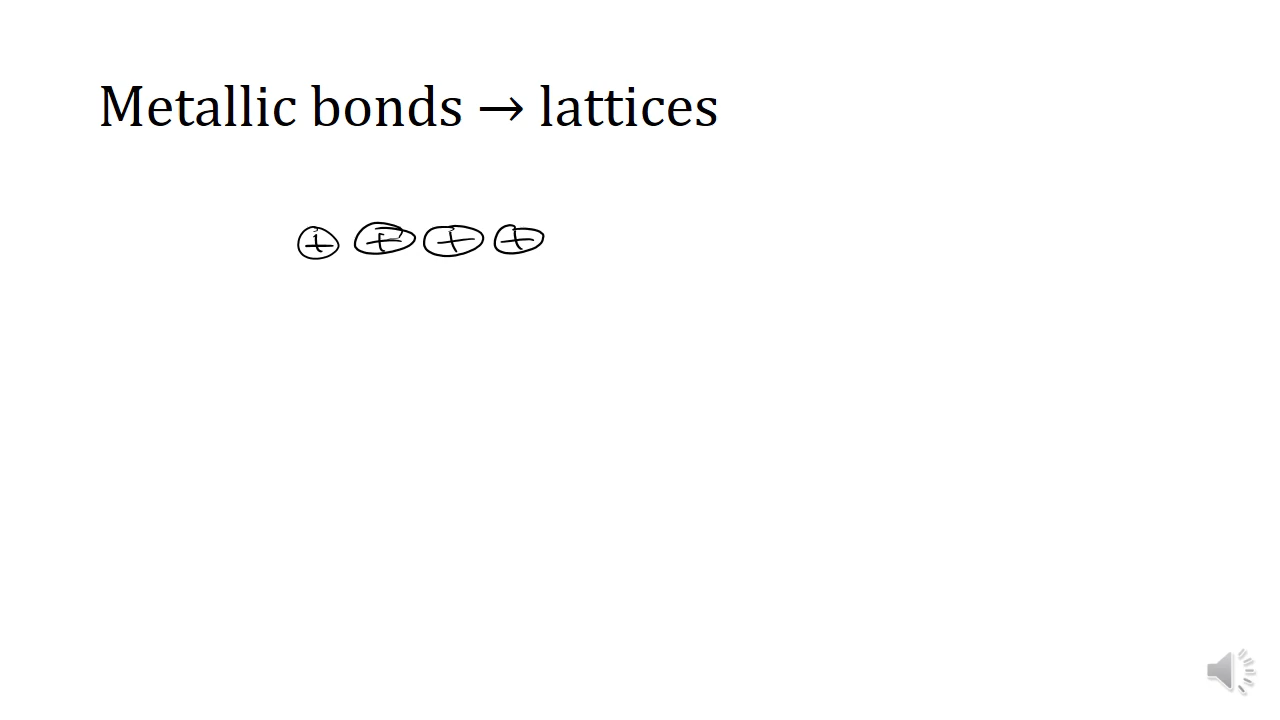 Metallic bonds → lattices
+ + + +